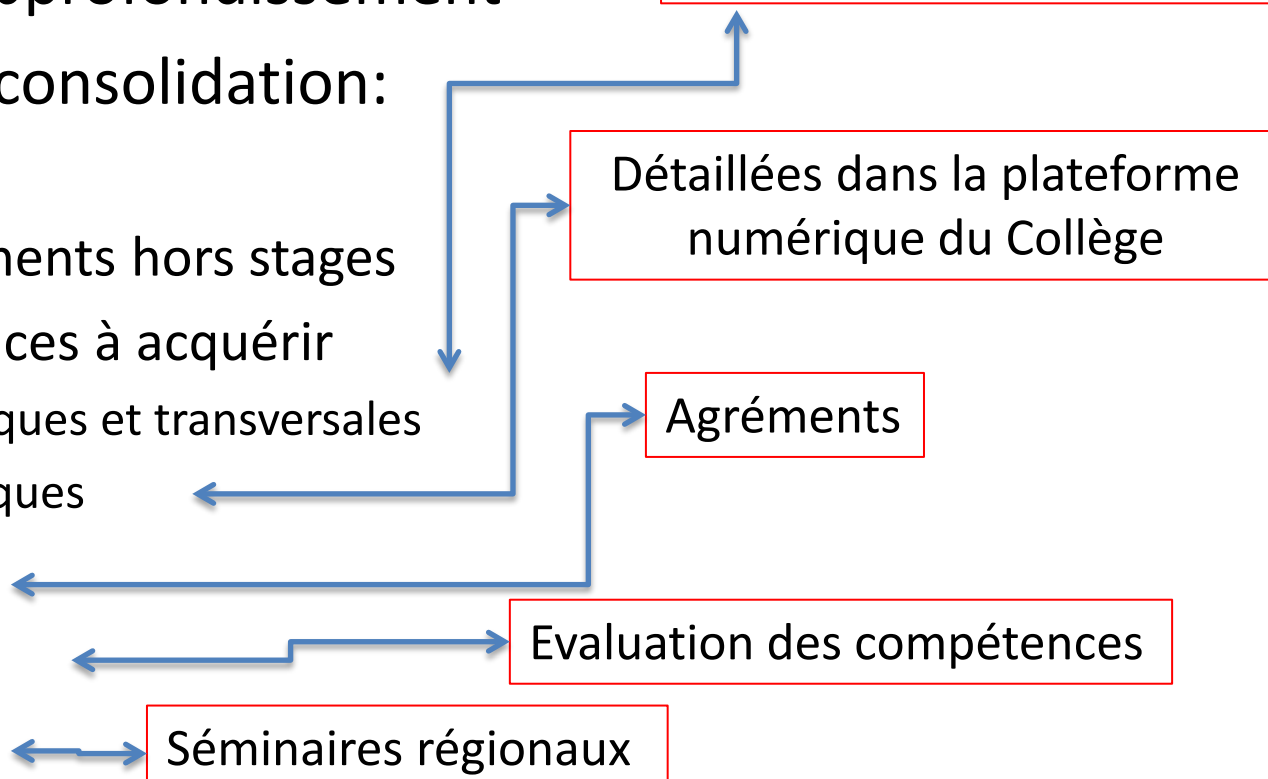 pprofondissement
consolidation:
Détaillées dans la plateforme
numérique du Collège
nents hors stages
ces à acquérir
ques et transversales
Agréments
ques
Evaluation des compétences
Séminaires régionaux